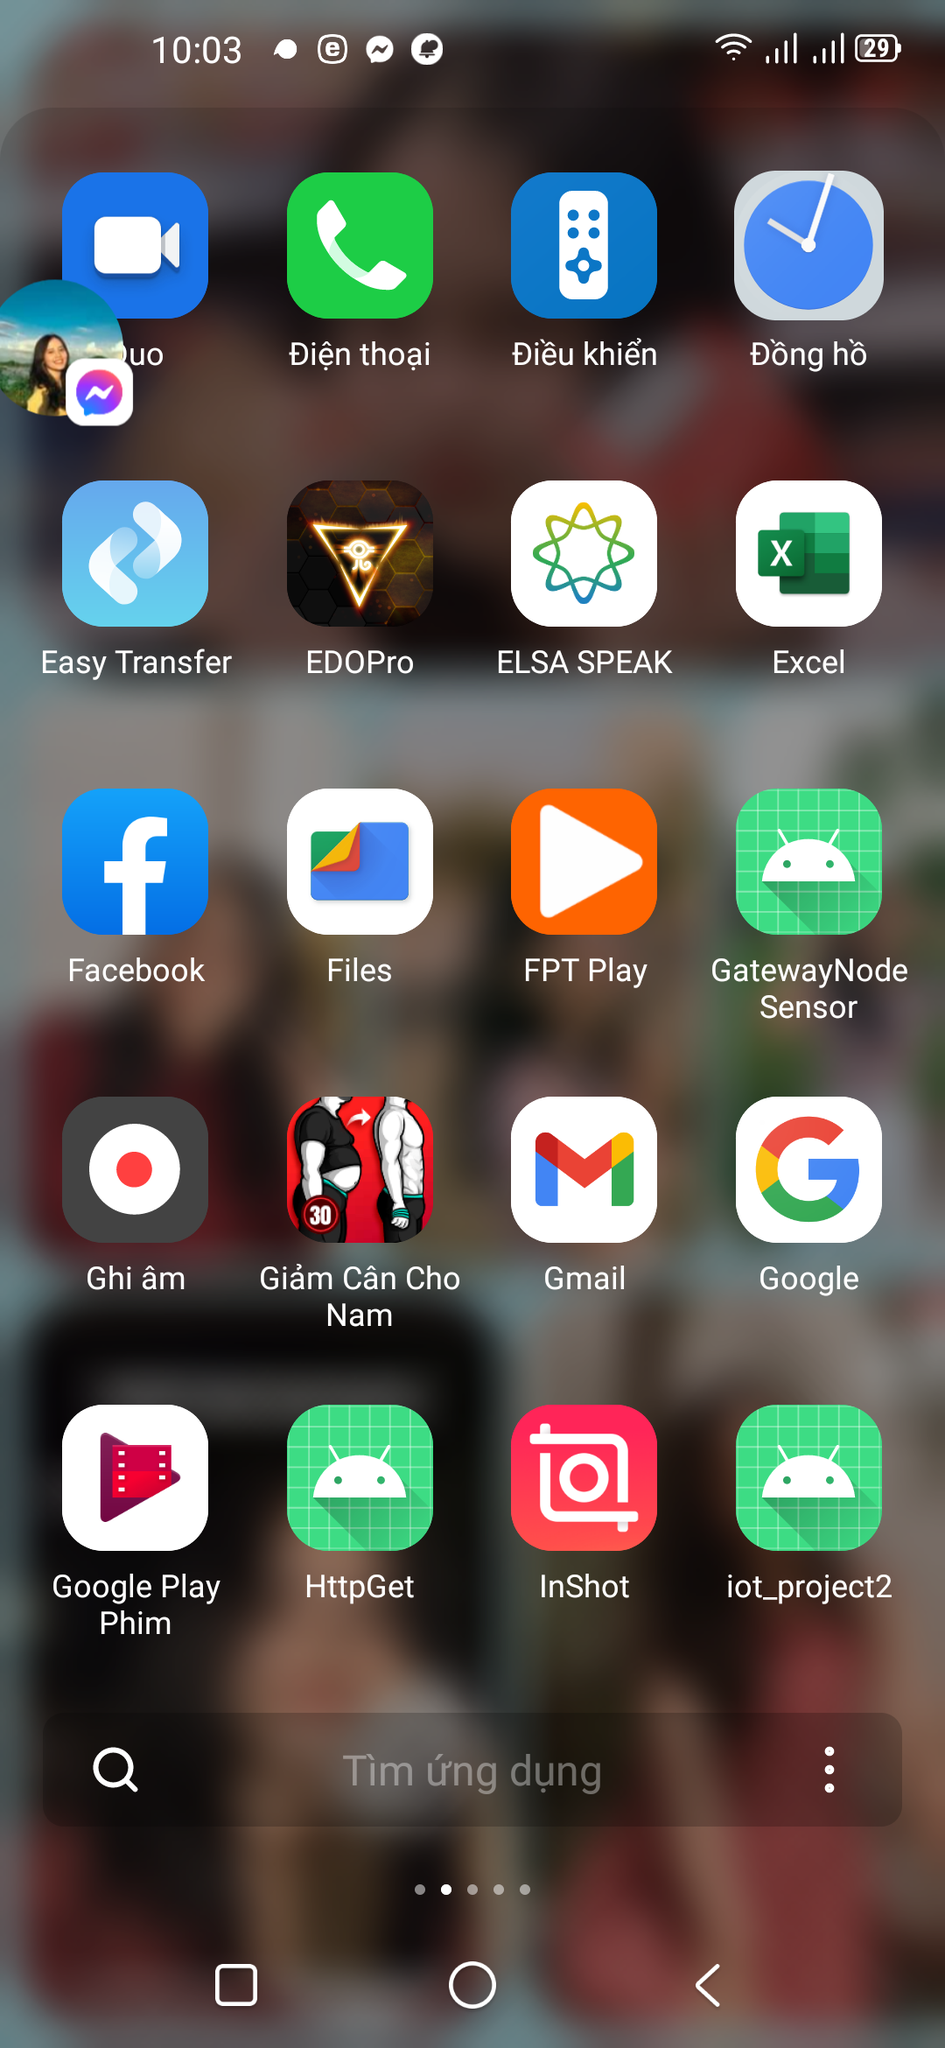 10:03
29
Duo
Điện thoại
Điều khiển
Đồng hồ
Easy Transfer
EDOPro
ELSA SPEAK
X
Excel
Facebook
Files
FPT Play
GatewayNode
Sensor
30
Ghi âm
Giảm Cân Cho
Nam
Gmail
Google
Google Play
Phim
HttpGet
InShot
iot_project2
Tìm ứng dụng